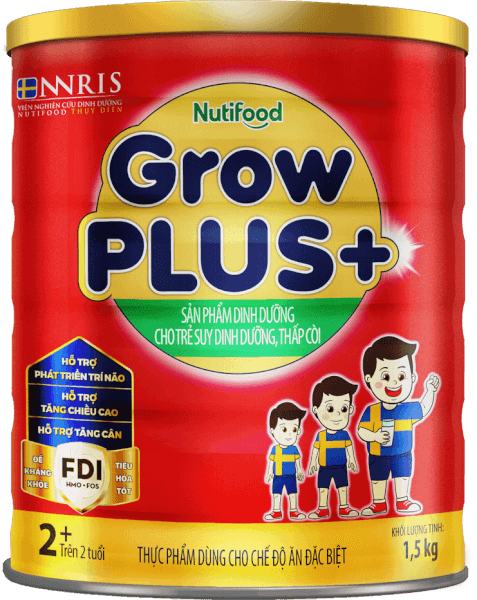 NNRIS
VIỆN NGHIÊN CỨU DINH DƯỠNG
NUTIFOOD THỤY ĐIỂN
Nutifood
Grow
PLUS+
SẢN PHẨM DINH DƯỠNG
CHO TRẺ SUY DINH DƯỠNG, THẤP CÒI
HỖ TRỢ
PHÁT TRIỂN TRÍ NÃO
HỖ TRỢ
TĂNG CHIỀU CAO
HỖ TRỢ TĂNG CÂN
ĐỀ
KHÁNG
KHỎE
FDI
HMO • FOS
TIÊU
HÓA
TỐT
2+
Trên 2 tuổi
THỰC PHẨM DÙNG CHO CHẾ ĐỘ ĂN ĐẶC BIỆT
KHỐI LƯỢNG TỊNH:
1,5 kg